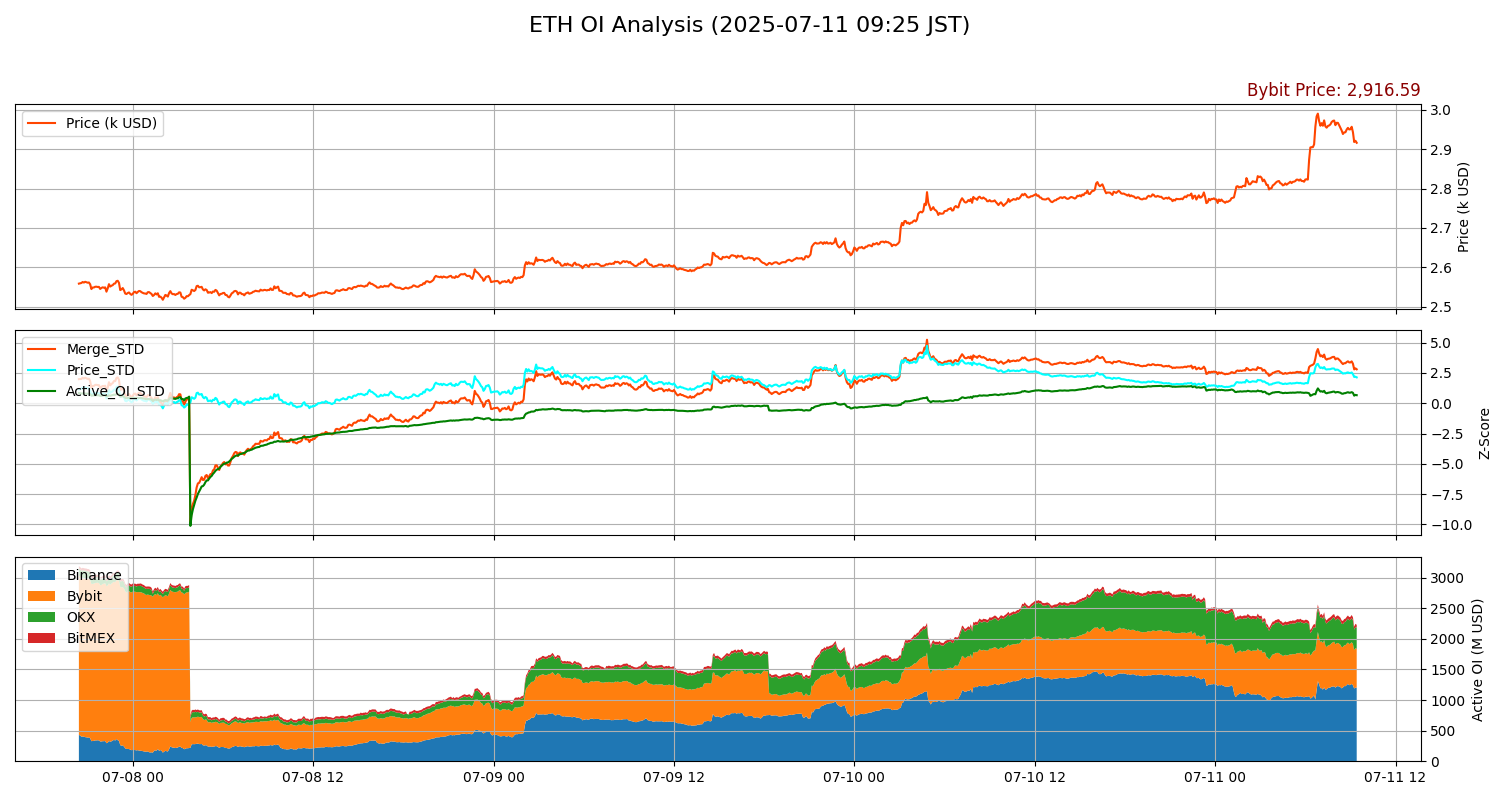 ETH OI Analysis (2025-07-11 09:25 JST)
Bybit Price: 2,916.59
Price (k USD)
3.0
2.9
2.8
2.7
2.6
2.5
Price (k USD)
Merge_STD
Price_STD
Active_OI_STD
5.0
2.5
0.0
−2.5
−5.0
−7.5
−10.0
Z-Score
Binance
Bybit
OKX
BitMEX
3000
2500
2000
1500
1000
500
0
Active OI (M USD)
07-08 00
07-08 12
07-09 00
07-09 12
07-10 00
07-10 12
07-11 00
07-11 12